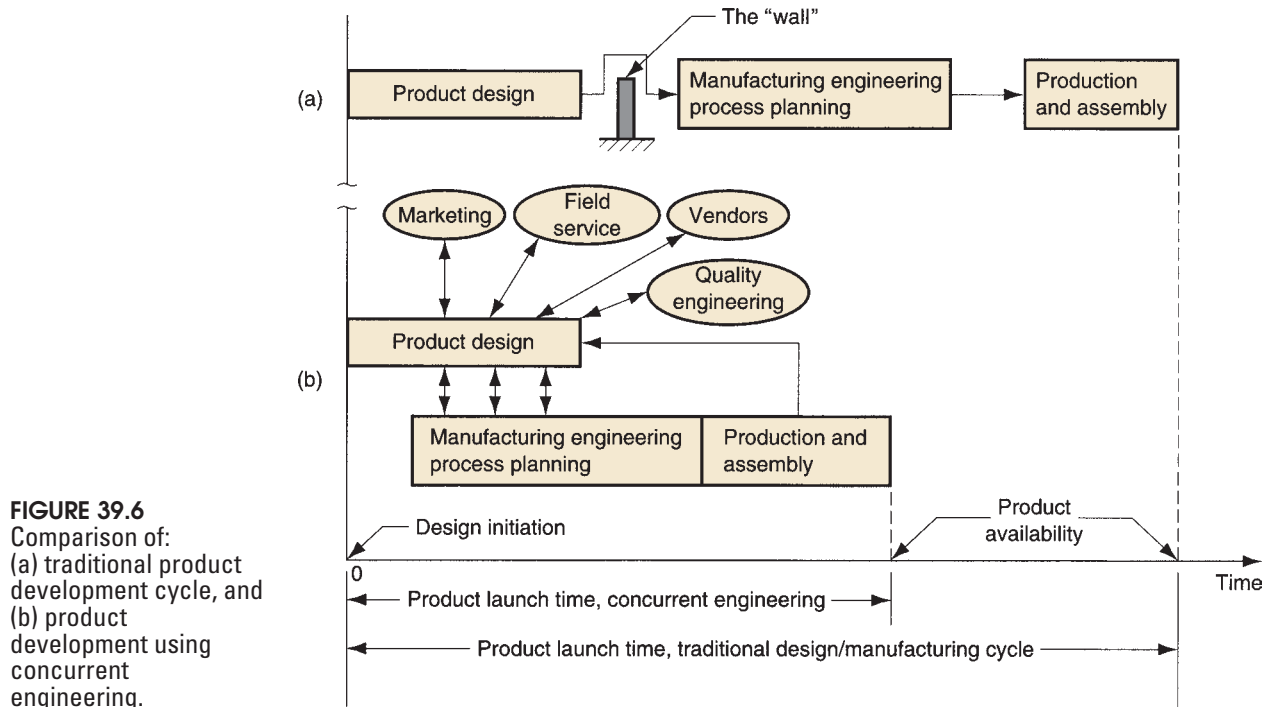 The “wall”
(a)
Product design
Manufacturing engineering
process planning
Production
and assembly
Marketing
Field
service
Vendors
Quality
engineering
Product design
(b)
Manufacturing engineering
process planning
Production and
assembly
Design initiation
Product
availability
0
Time
Product launch time, concurrent engineering
Product launch time, traditional design/manufacturing cycle
FIGURE 39.6
Comparison of:
(a) traditional product
development cycle, and
(b) product
development using
concurrent
engineering.